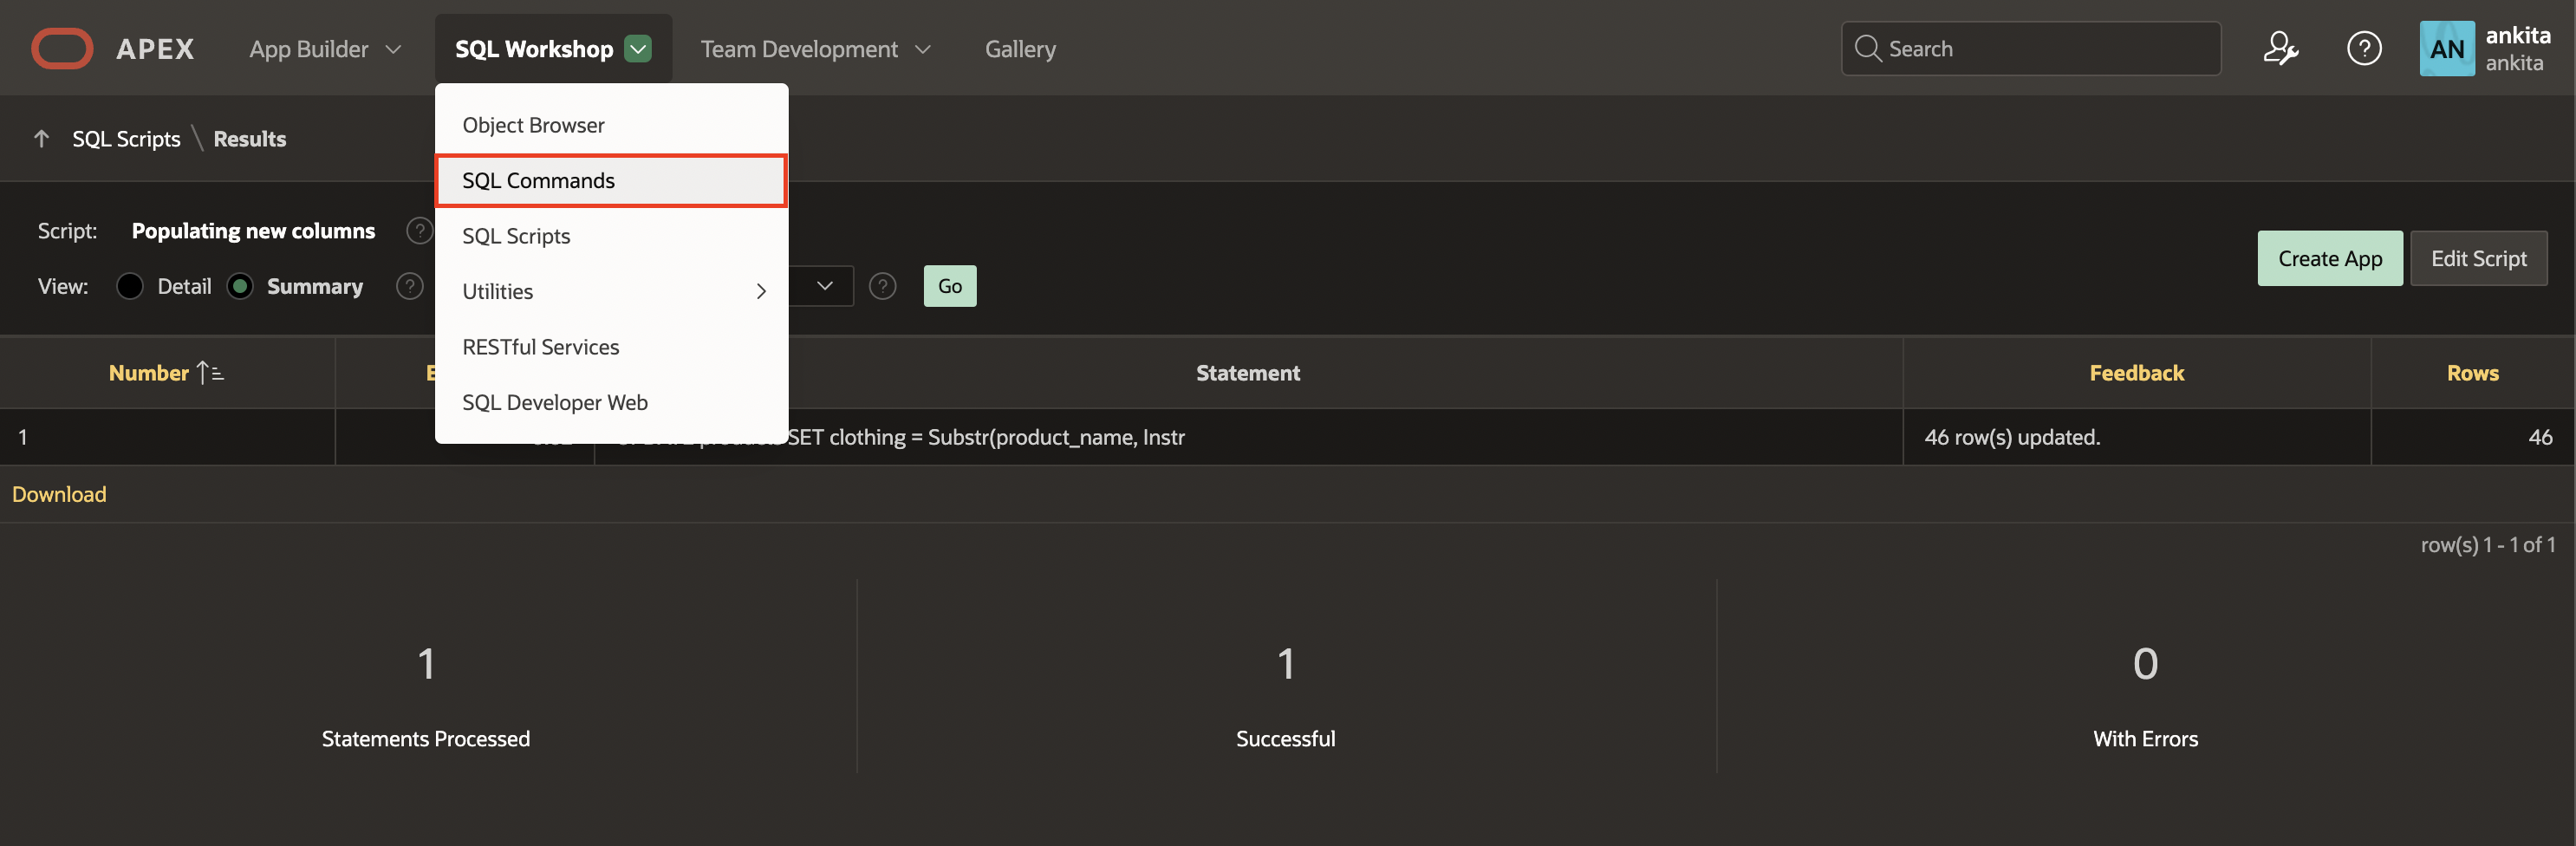 APEX App Builder SQL Workshop Team Development Gallery Search AN ankita
ankita
Object Browser
SQL Scripts \ Results
SQL Commands
Script: Populating new columns ?
SQL Scripts
Create App Edit Script
View: Detail Summary ? ? Go
Utilities
RESTful Services
Number Statement Feedback Rows
SQL Developer Web
1 SET clothing = Substr(product_name, Instr 46 row(s) updated. 46
Download
row(s) 1 - 1 of 1
1 1 0
Statements Processed Successful With Errors